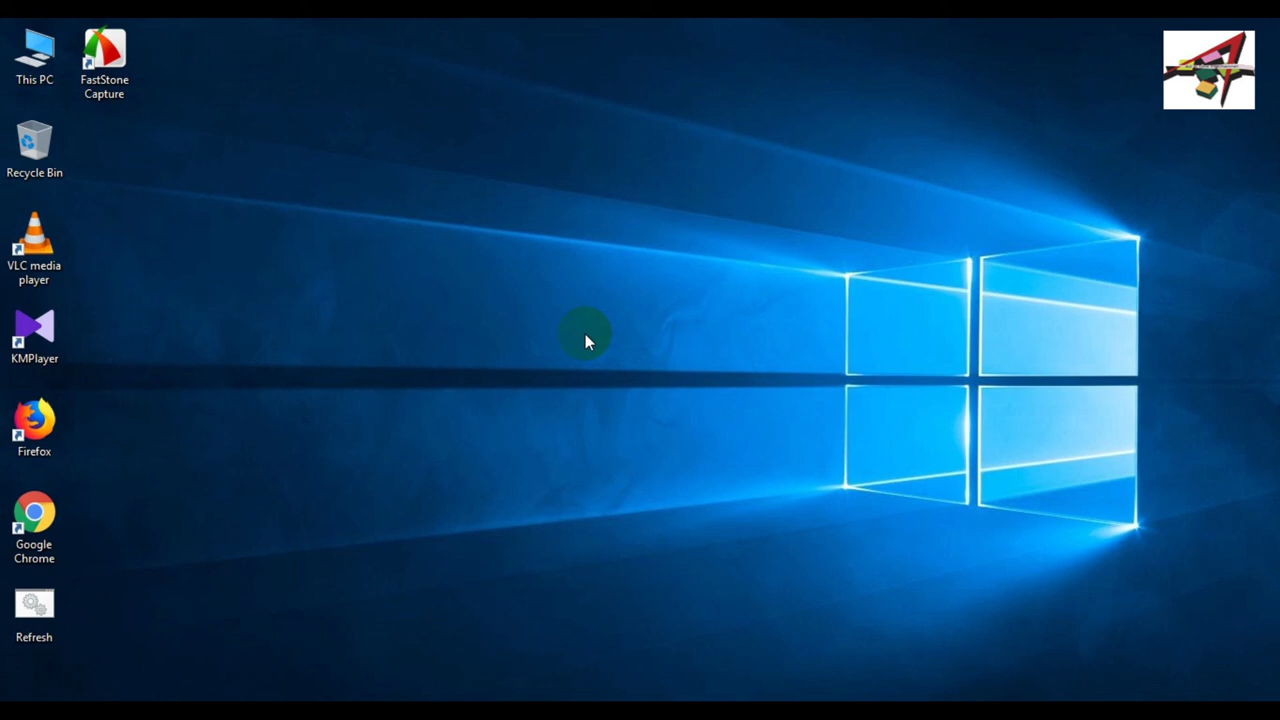 This PC
FastStone
Capture
Recycle Bin
VLC media
player
KMPlayer
Firefox
Google
Chrome
Refresh